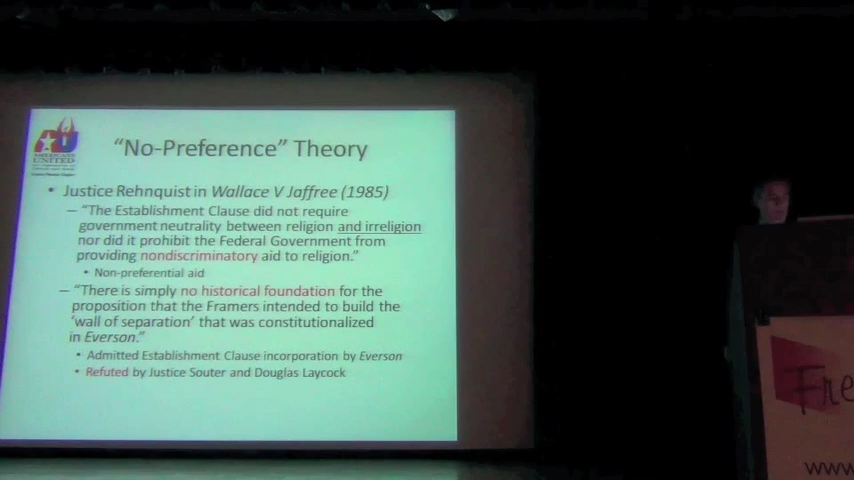 AU
AMERICANS
UNITED
“No-Preference” Theory
• Justice Rehnquist in Wallace V Jaffree (1985)
– “The Establishment Clause did not require
government neutrality between religion and irreligion
nor did it prohibit the Federal Government from
providing nondiscriminatory aid to religion.”
• Non-preferential aid
– “There is simply no historical foundation for the
proposition that the Framers intended to build the
‘wall of separation’ that was constitutionalized
in Everson.”
• Admitted Establishment Clause incorporation by Everson
• Refuted by Justice Souter and Douglas Laycock
Fre
www